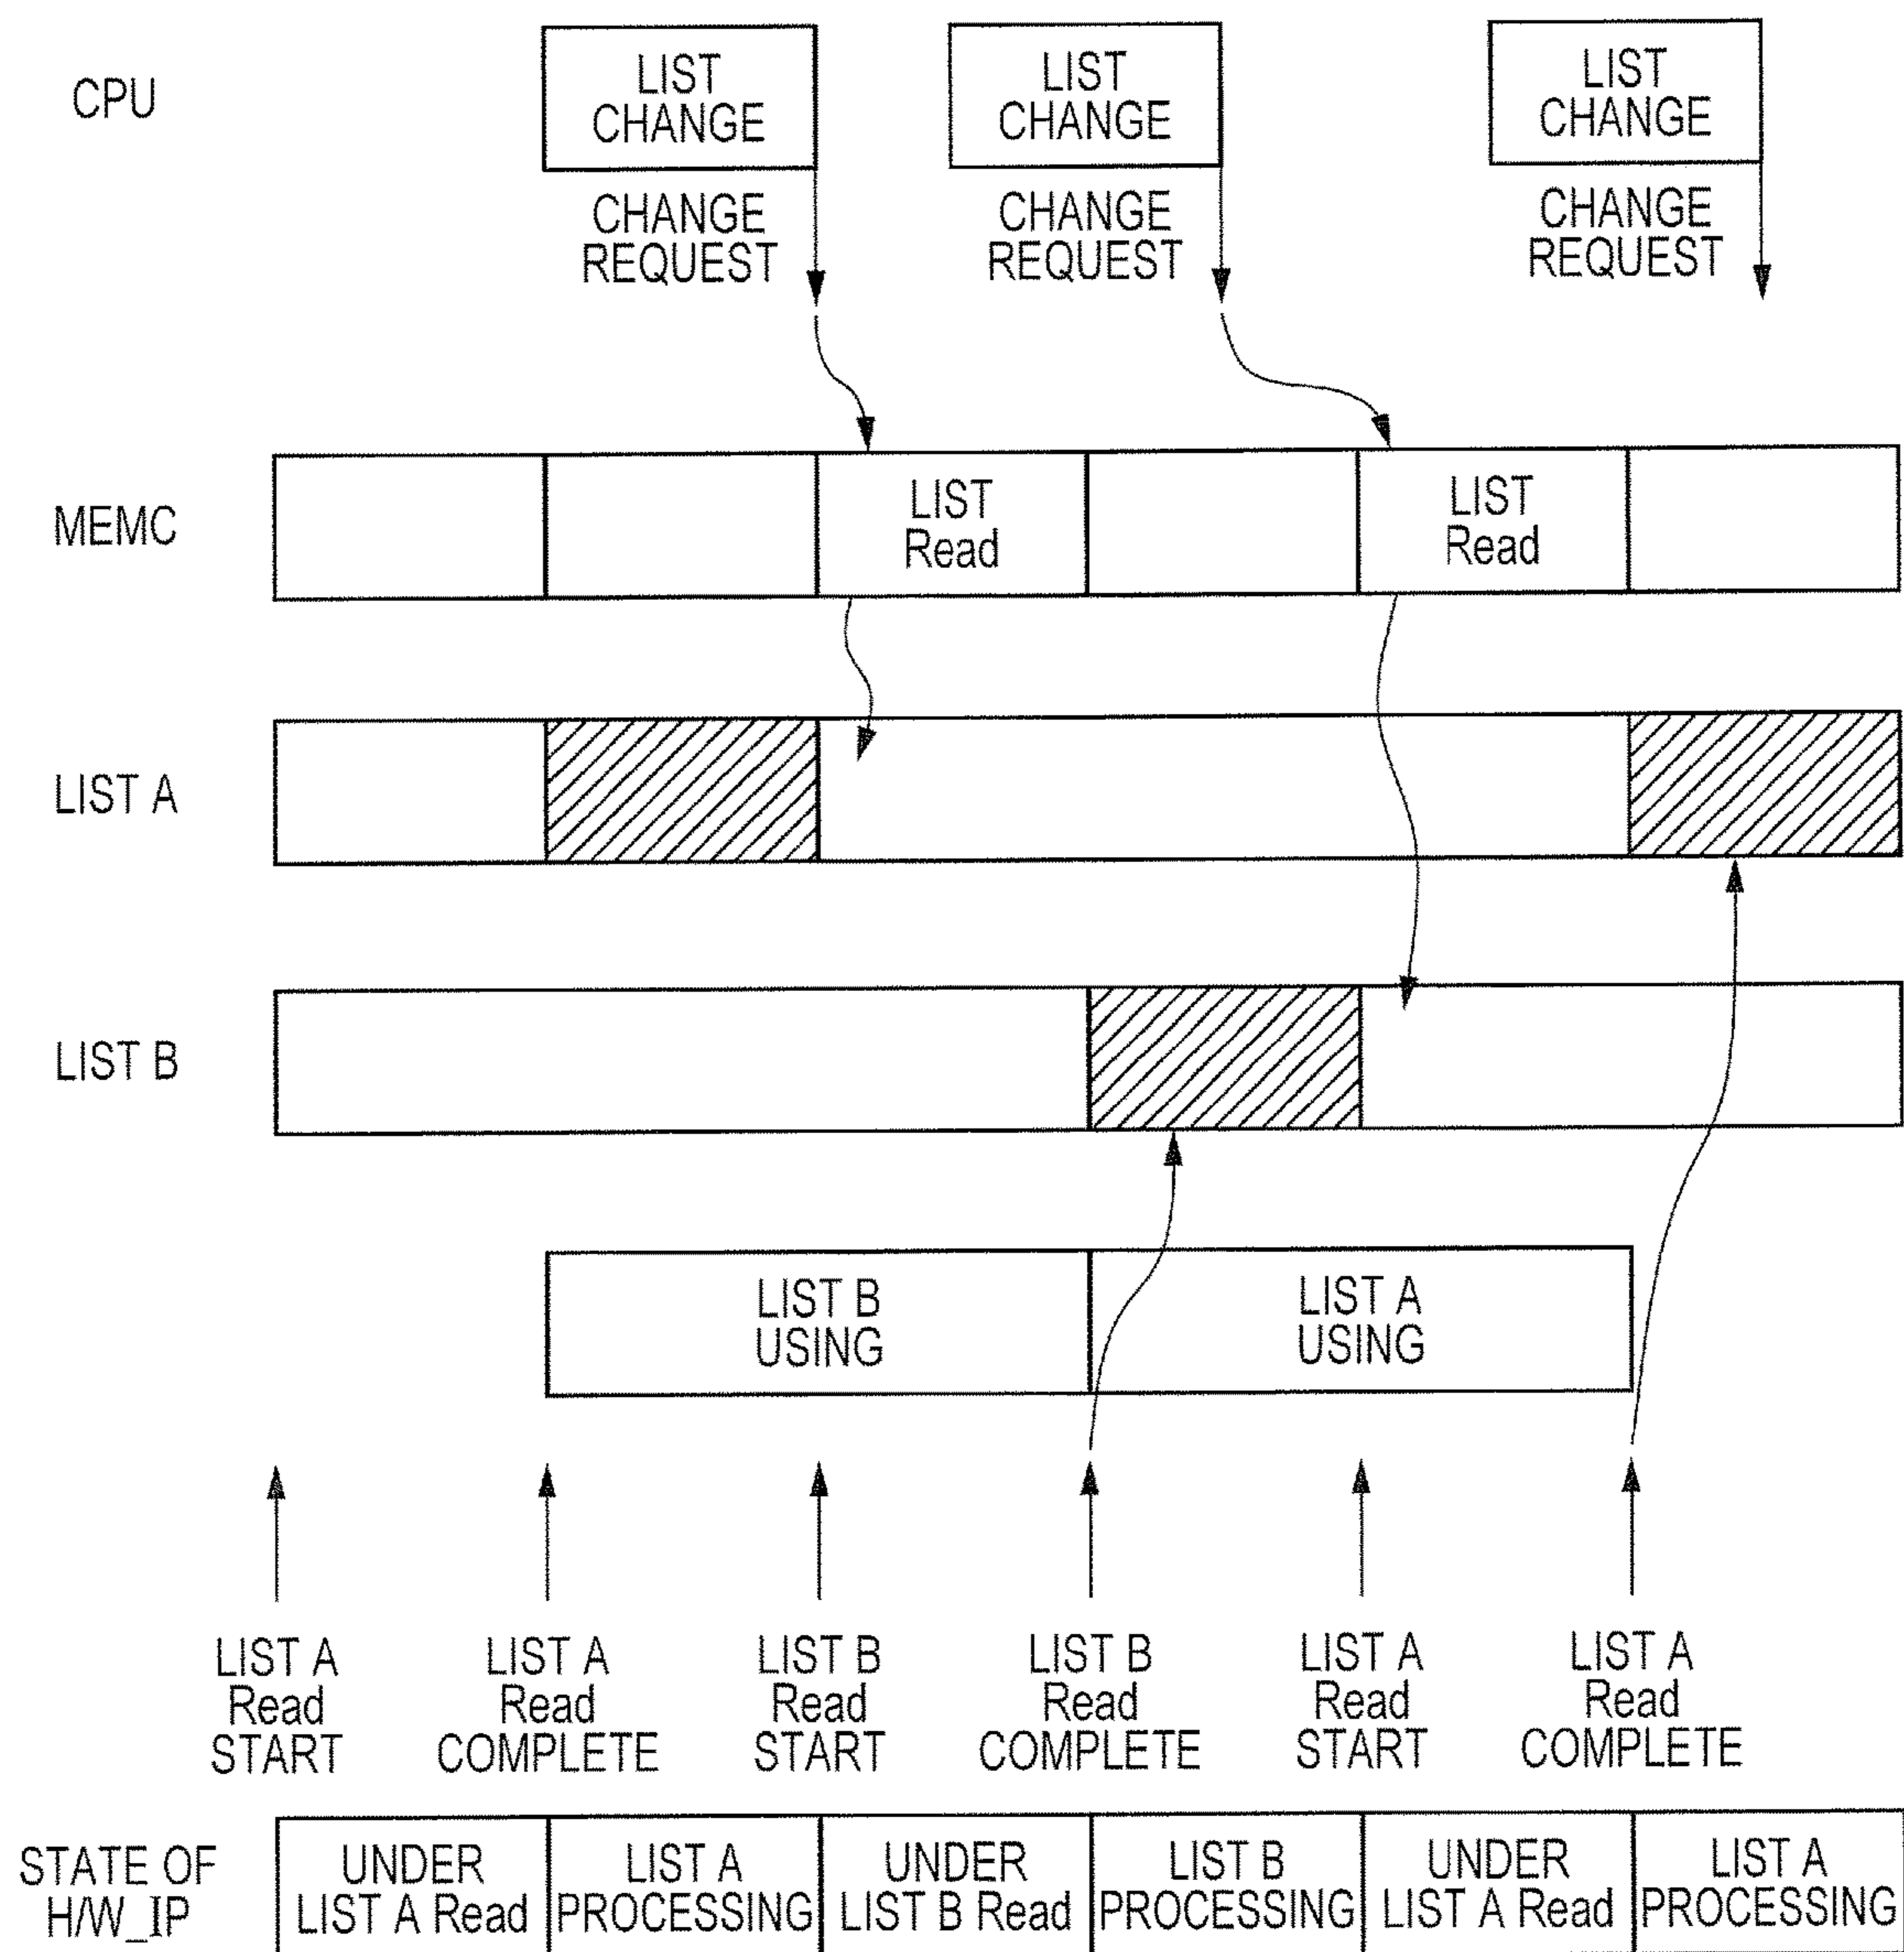 CPU
LIST
CHANGE
LIST
CHANGE
LIST
CHANGE
CHANGE
REQUEST
CHANGE
REQUEST
CHANGE
REQUEST
MEMC
LIST
Read
LIST
Read
LIST A
LIST B
LIST B
USING
LIST A
USING
LIST A
Read
START
LIST A
Read
COMPLETE
LIST B
Read
START
LIST B
Read
COMPLETE
LIST A
Read
START
LIST A
Read
COMPLETE
STATE OF
H/W_IP
UNDER
LIST A Read
LIST A
PROCESSING
UNDER
LIST B Read
LIST B
PROCESSING
UNDER
LIST A Read
LIST A
PROCESSING